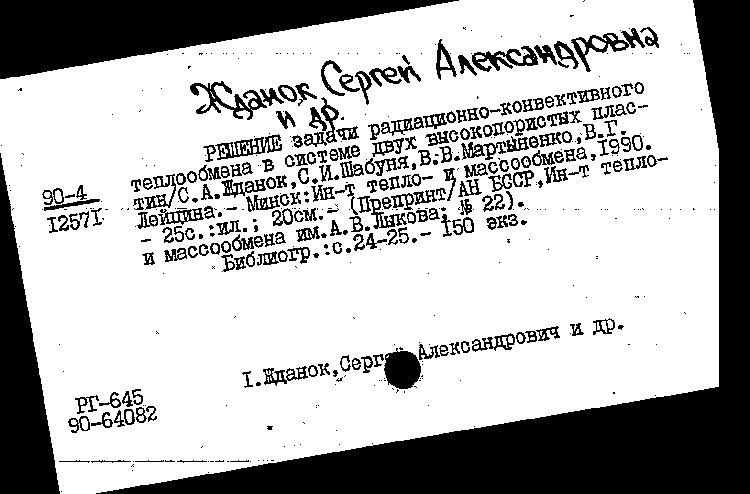 Жданок, Сергей Александровна
и др.
РЕШЕНИЕ задачи радиационно-конвективного
теплообмена в системе двух высокопористых плас-
тин/С.А.Жданок,С.И.Шабуня,В.В.Мартыненко,В.Г.
Лейцина.- Минск:Ин-т тепло- и массообмена,1990.
- 25с.:ил.; 20см.- (Препринт/АН БССР,Ин-т тепло-
и массообмена им.А.В.Лыкова; № 22).
Библиогр.:с.24-25.- 150 экз.
90-4
12571
1.Жданок,Сергей Александрович и др.
РГ-645
90-64082